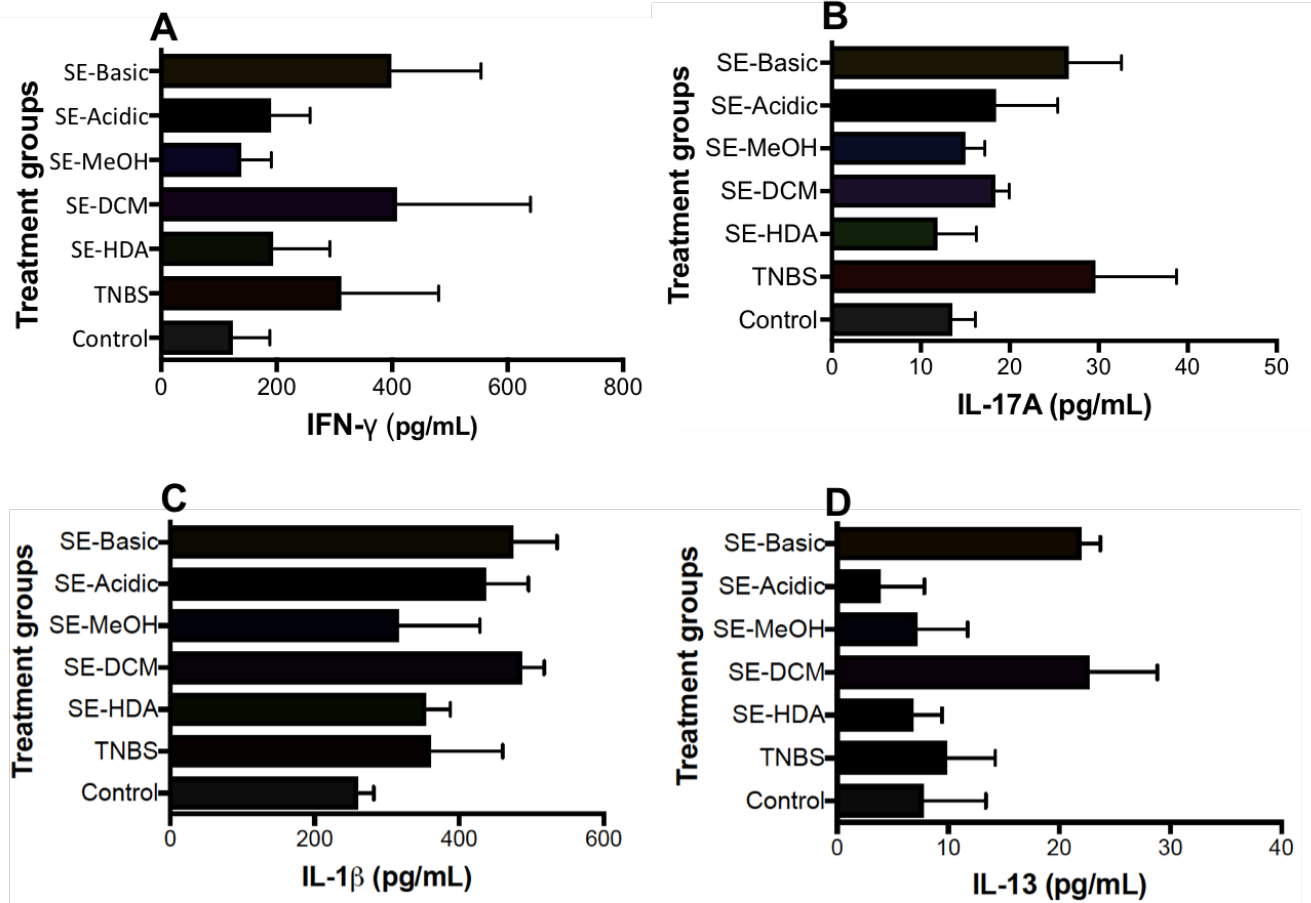 A
Treatment groups
SE-Basic
SE-Acidic
SE-MeOH
SE-DCM
SE-HDA
TNBS
Control
0 200 400 600 800
IFN-γ (pg/mL)
B
Treatment groups
SE-Basic
SE-Acidic
SE-MeOH
SE-DCM
SE-HDA
TNBS
Control
0 10 20 30 40 50
IL-17A (pg/mL)
C
Treatment groups
SE-Basic
SE-Acidic
SE-MeOH
SE-DCM
SE-HDA
TNBS
Control
0 200 400 600
IL-1β (pg/mL)
D
Treatment groups
SE-Basic
SE-Acidic
SE-MeOH
SE-DCM
SE-HDA
TNBS
Control
0 10 20 30 40
IL-13 (pg/mL)